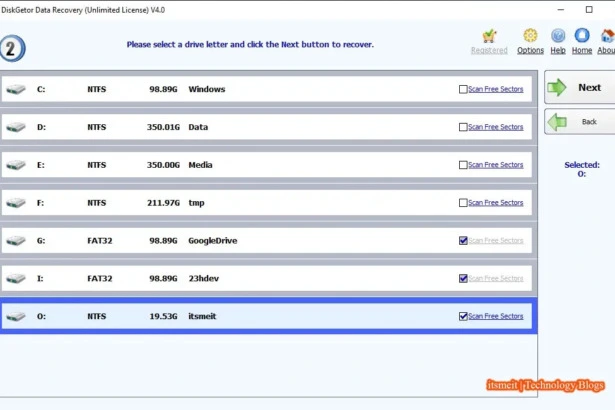 DiskGetor Data Recovery (Unlimited License) V4.0
2
Please select a drive letter and click the Next button to recover.
Registered Options Help Home
C: NTFS 98.89G Windows Scan Free Sectors
D: NTFS 350.01G Data Scan Free Sectors
E: NTFS 350.00G Media Scan Free Sectors
F: NTFS 211.97G tmp Scan Free Sectors
G: FAT32 98.89G GoogleDrive Scan Free Sectors
I: FAT32 98.89G 23hdev Scan Free Sectors
O: NTFS 19.53G itsmeit Scan Free Sectors
Next
Back
Selected:
O:
itsmeit | Technology Blogs